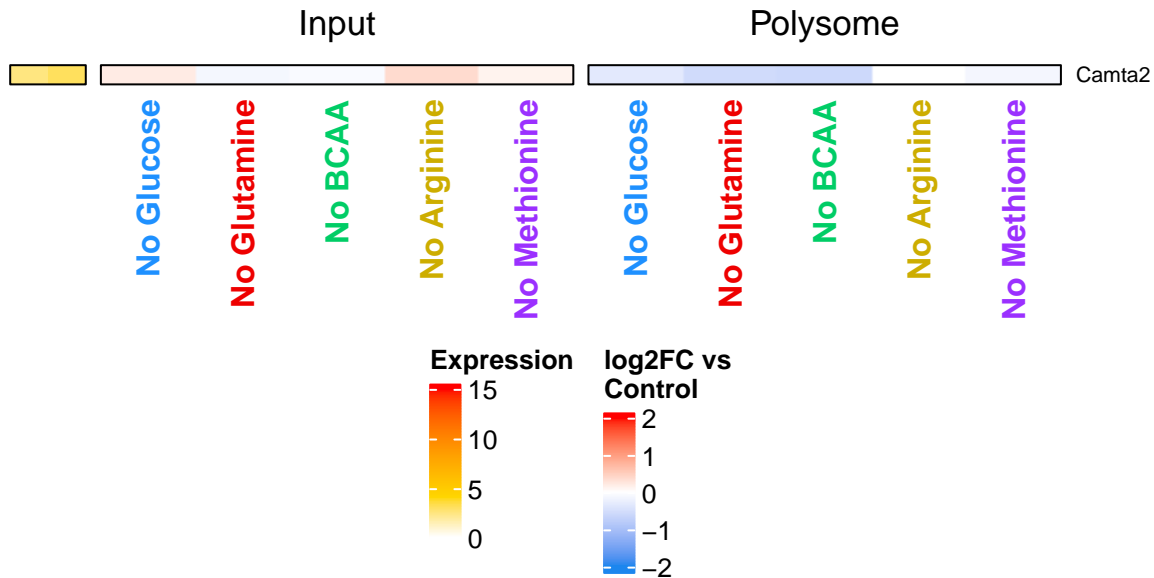 Input
Polysome
Camta2
No Glucose
No Glutamine
No BCAA
No Arginine
No Methionine
No Glucose
No Glutamine
No BCAA
No Arginine
No Methionine
Expression
15
10
5
0
log2FC vs
Control
2
1
0
−1
−2